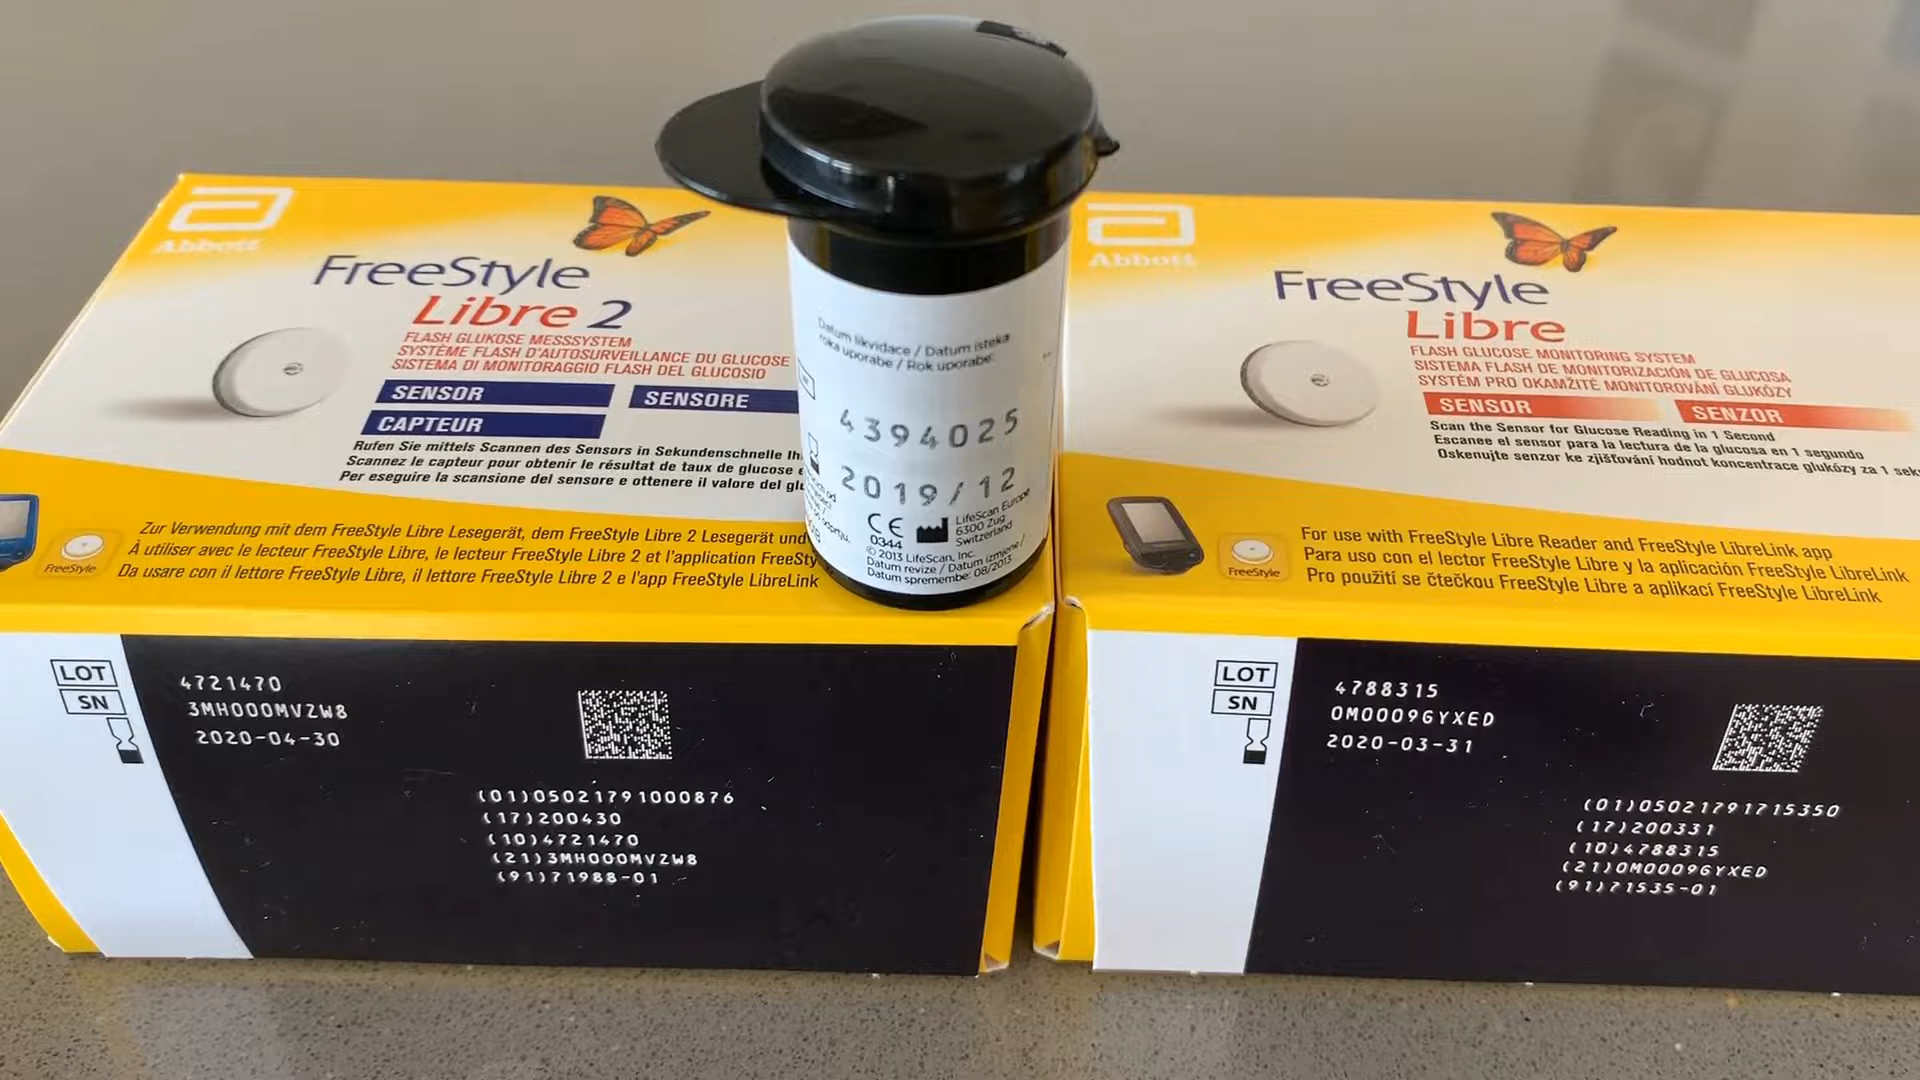 Abbott
FreeStyle
Libre 2
FLASH GLUKOSE MESSSYSTEM
SYSTÈME FLASH D'AUTOSURVEILLANCE DU GLUCOSE
SISTEMA DI MONITORAGGIO FLASH DEL GLUCOSIO
SENSOR
SENSORE
CAPTEUR
Rufen Sie mittels Scannen des Sensors in Sekundenschnelle
Scannez le capteur pour obtenir le résultat de taux de glucose
Per eseguire la scansione del sensore e ottenere il valore del
Zur Verwendung mit dem FreeStyle Libre Lesegerät, dem FreeStyle Libre 2 Lesegerät und
À utiliser avec le lecteur FreeStyle Libre, le lecteur FreeStyle Libre 2 et l'application
Da usare con il lettore FreeStyle Libre, il lettore FreeStyle Libre 2 e l'app FreeStyle LibreLink
FreeStyle
LOT
SN
4721470
3MH000MVZW8
2020-04-30
(01)05021791000876
(17)200430
(10)4721470
(21)3MH000MVZW8
(91)71988-01
Datum likvidace / Datum isteka
roka uporabe / Rok uporabe:
4394025
2019/12
CE
0344
LifeScan Europe
6300 Zug
Switzerland
© 2013 LifeScan, Inc.
Datum revize / Datum izmjene /
Datum spremembe: 08/2013
Abbott
FreeStyle
Libre
FLASH GLUCOSE MONITORING SYSTEM
SISTEMA FLASH DE MONITORIZACIÓN DE GLUCOSA
SYSTÉM PRO OKAMŽITÉ MONITOROVÁNÍ GLUKÓZY
SENSOR
SENZOR
Scan the Sensor for Glucose Reading in 1 Second
Escanee el sensor para la lectura de la glucosa en 1 segundo
Oskenujte senzor ke zjišťování hodnot koncentrace glukózy za 1
For use with FreeStyle Libre Reader and FreeStyle LibreLink app
Para uso con el lector FreeStyle Libre y la aplicación FreeStyle LibreLink
Pro použití se čtečkou FreeStyle Libre a aplikací FreeStyle LibreLink
FreeStyle
LOT
SN
4788315
0M0009GYXED
2020-03-31
(01)05021791715350
(17)200331
(10)4788315
(21)0M0009GYXED
(91)71535-01